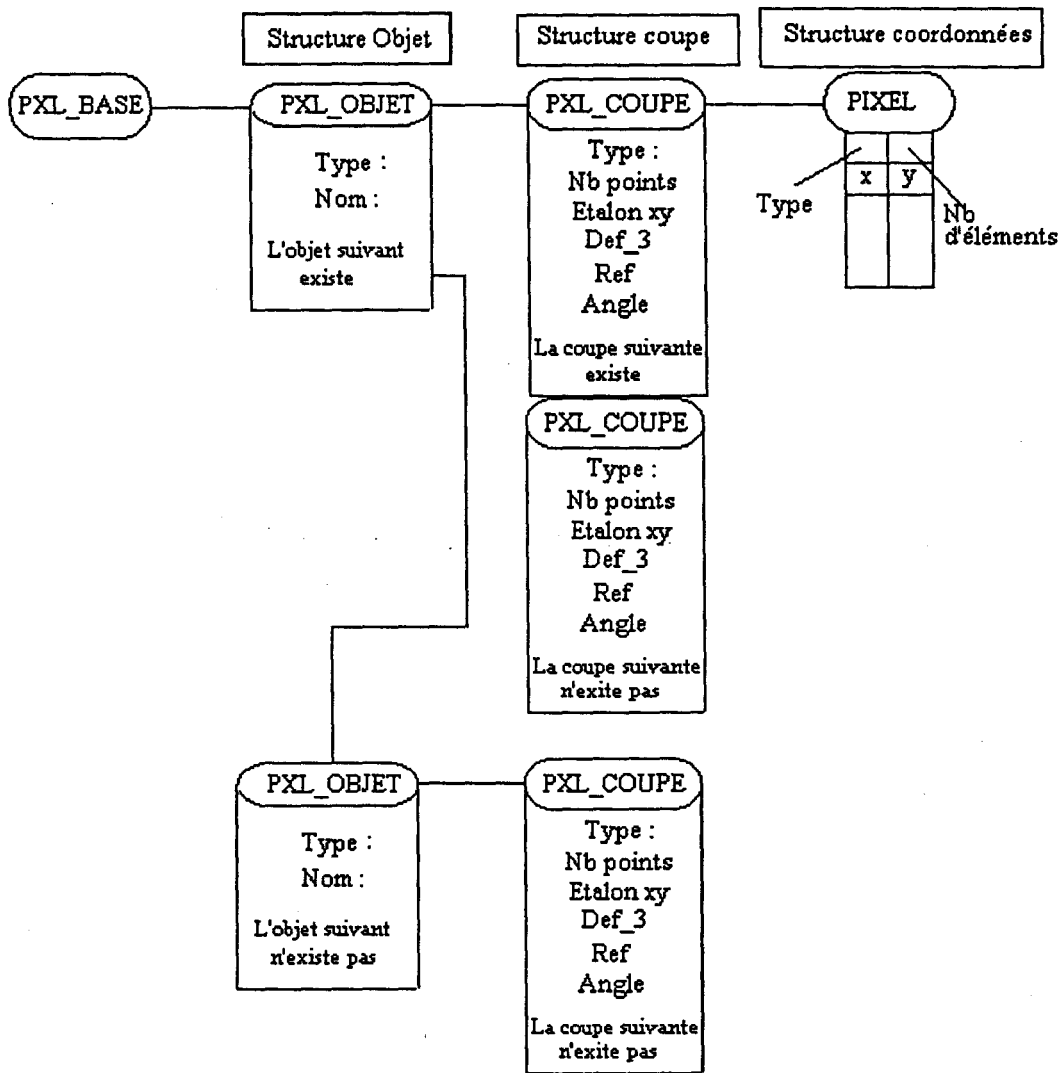 Structure Objet
Structure coupe
Structure coordonnées
PXL_BASE
PXL_OBJET
Type :
Nom :
L'objet suivant
existe
PXL_COUPE
Type :
Nb points
Etalon xy
Def_3
Ref
Angle
La coupe suivante
existe
PIXEL
x y
Type
Nb
d'éléments
PXL_COUPE
Type :
Nb points
Etalon xy
Def_3
Ref
Angle
La coupe suivante
n'exite pas
PXL_OBJET
Type :
Nom :
L'objet suivant
n'existe pas
PXL_COUPE
Type :
Nb points
Etalon xy
Def_3
Ref
Angle
La coupe suivante
n'exite pas